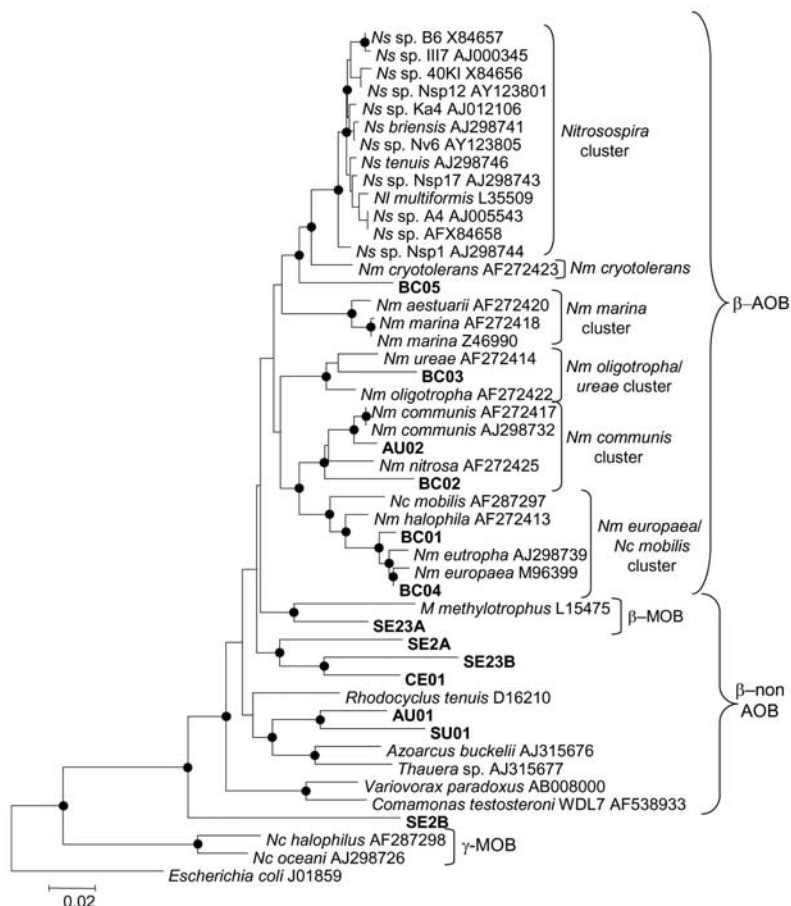 Ns sp. B6 X84657
Ns sp. III7 AJ000345
Ns sp. 40KI X84656
Ns sp. Nsp12 AY123801
Ns sp. Ka4 AJ012106
Ns briensis AJ298741
Ns sp. Nv6 AY123805
Ns tenuis AJ298746
Ns sp. Nsp17 AJ298743
Nl multiformis L35509
Ns sp. A4 AJ005543
Ns sp. AFX84658
Ns sp. Nsp1 AJ298744
Nitrosospira
cluster
Nm cryotolerans AF272423
Nm cryotolerans
BC05
Nm aestuarii AF272420
Nm marina AF272418
Nm marina Z46990
Nm marina
cluster
Nm ureae AF272414
BC03
Nm oligotropha AF272422
Nm oligotropha/
ureae cluster
Nm communis AF272417
Nm communis AJ298732
AU02
Nm nitrosa AF272425
BC02
Nm communis
cluster
Nc mobilis AF287297
Nm halophila AF272413
BC01
Nm eutropha AJ298739
Nm europaea M96399
BC04
Nm europaea/
Nc mobilis
cluster
β–AOB
M methylotrophus L15475
SE23A
β–MOB
SE2A
SE23B
CE01
Rhodocyclus tenuis D16210
AU01
SU01
Azoarcus buckelii AJ315676
Thauera sp. AJ315677
Variovorax paradoxus AB008000
Comamonas testosteroni WDL7 AF538933
SE2B
β–non
AOB
Nc halophilus AF287298
Nc oceani AJ298726
γ-MOB
Escherichia coli J01859
0.02